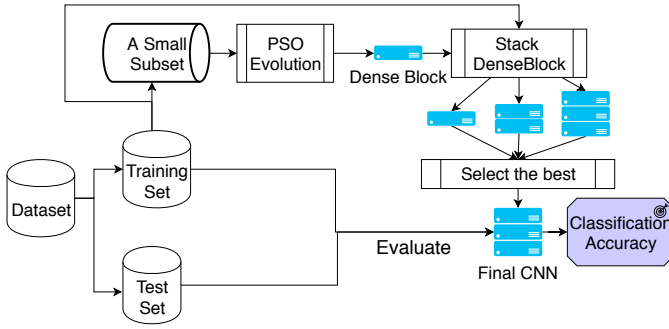 A Small
Subset
PSO
Evolution
Dense Block
Stack
DenseBlock
Training
Set
Dataset
Select the best
Test
Set
Evaluate
Final CNN
Classification
Accuracy